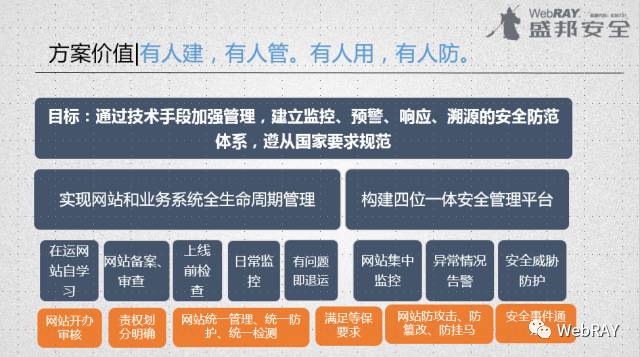 WebRAY
盛邦安全
方案价值|有人建，有人管。有人用，有人防。
目标：通过技术手段加强管理，建立监控、预警、响应、溯源的安全防范
体系，遵从国家要求规范
实现网站和业务系统全生命周期管理
构建四位一体安全管理平台
在运网
站自学
习
网站备案、
审查
上线
前检
查
日常监
控
有问题
即退运
网站集中
监控
异常情况
告警
安全威胁
防护
网站开办
审核
责权划
分明确
网站统一管理、统一防
护、统一检测
满足等保
要求
网站防攻击、防
篡改、防挂马
安全事件通
WebRAY